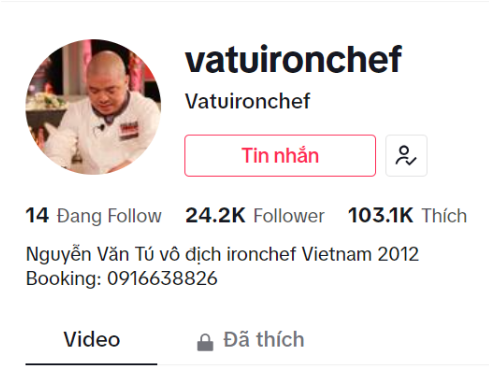 vatuironchef
Vatuironchef
Tin nhắn
14 Đang Follow 24.2K Follower 103.1K Thích
Nguyễn Văn Tú vô địch ironchef Vietnam 2012
Booking: 0916638826
Video Đã thích